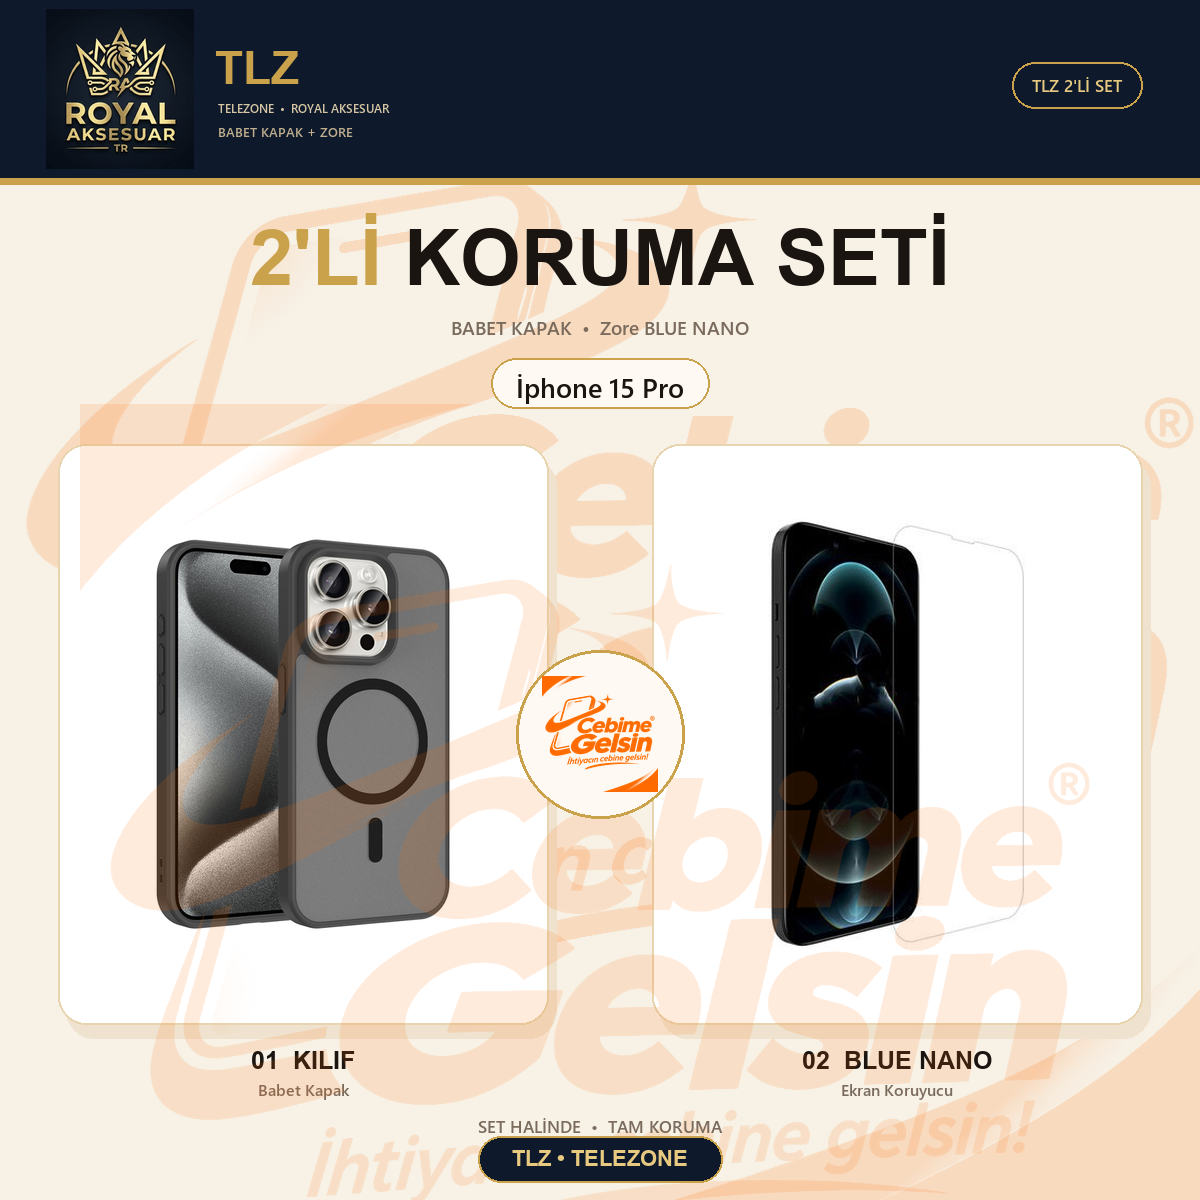 ROYAL
AKSESUAR
TR
TLZ
TELEZONE • ROYAL AKSESUAR
BABET KAPAK + ZORE
TLZ 2'Lİ SET
2'Lİ KORUMA SETİ
BABET KAPAK • Zore BLUE NANO
İphone 15 Pro
Cebime®
Gelsin
İhtiyacın cebine gelsin!
Cebime®
Gelsin
01 KILIF
Babet Kapak
02 BLUE NANO
Ekran Koruyucu
SET HALİNDE • TAM KORUMA
TLZ • TELEZONE